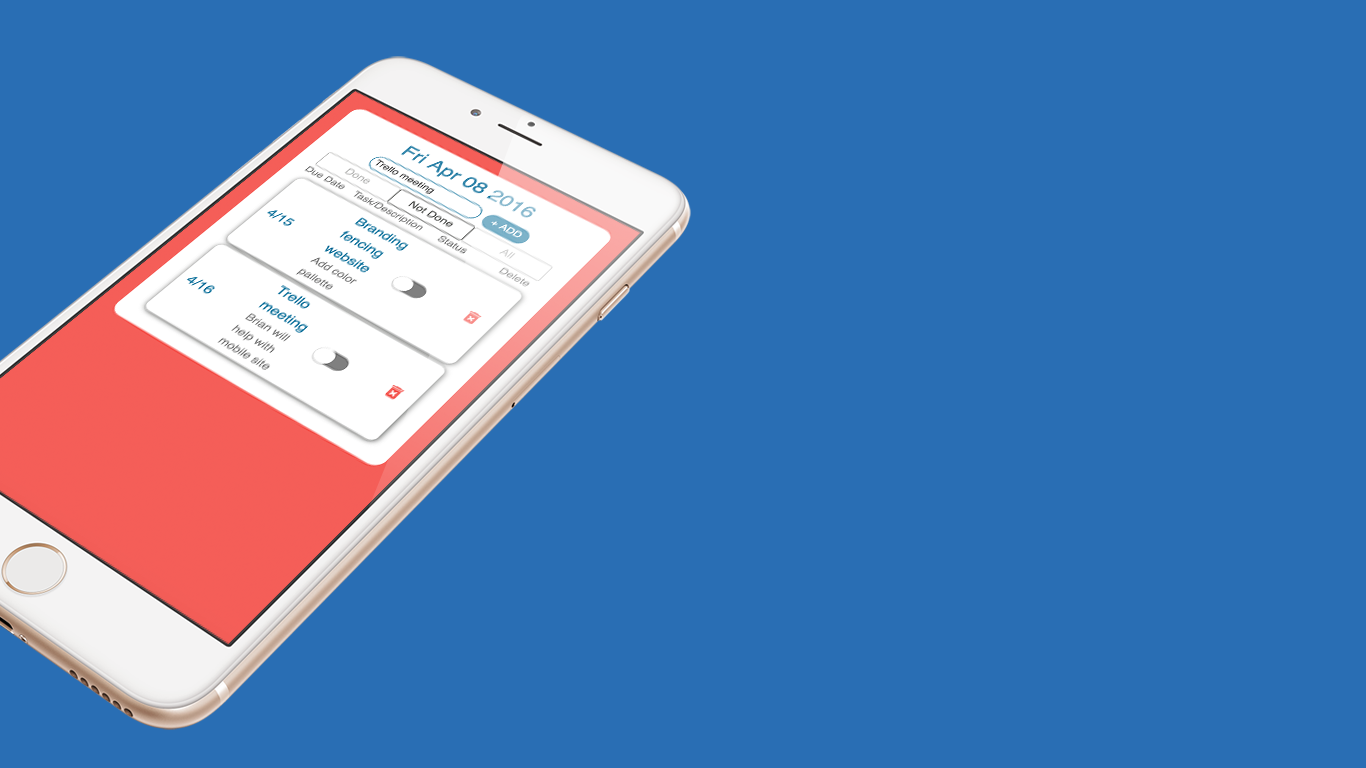 Fri Apr 08 2016
Trello meeting
+ ADD
Done
Not Done
All
Due Date
Task/Description
Status
Delete
4/15
Branding
fencing
website
Add color
pallette
4/16
Trello
meeting
Brian will
help with
mobile site